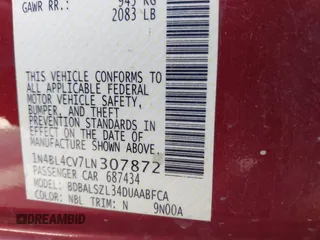 GAWR RR.: 945 KG
2083 LB
THIS VEHICLE CONFORMS TO
ALL APPLICABLE FEDERAL
MOTOR VEHICLE SAFETY,
BUMPER, AND THEFT
PREVENTION STANDARDS IN
EFFECT ON THE DATE OF
MANUFACTURE SHOWN ABOVE.
1N4BL4CV7LN307872
PASSENGER CAR 687434
MODEL: BDBALSZL34DUAABFCA
COLOR: NBL TRIM: N 9N00A
DREAMBID